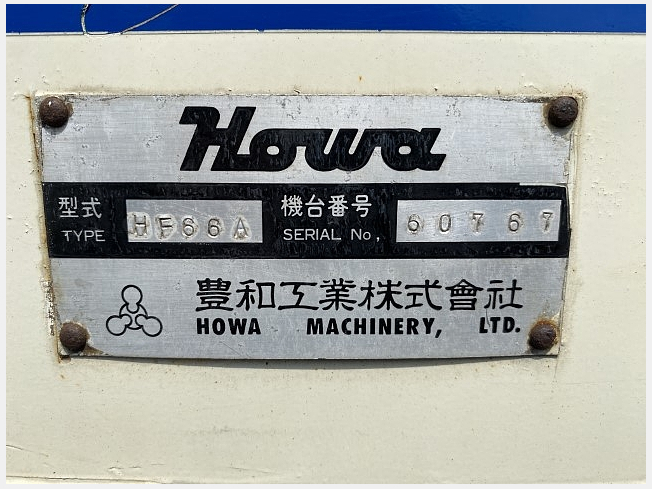 Howa
型式 HF66A 機台番号 60767
TYPE SERIAL No,
豊和工業株式會社
HOWA MACHINERY, LTD.